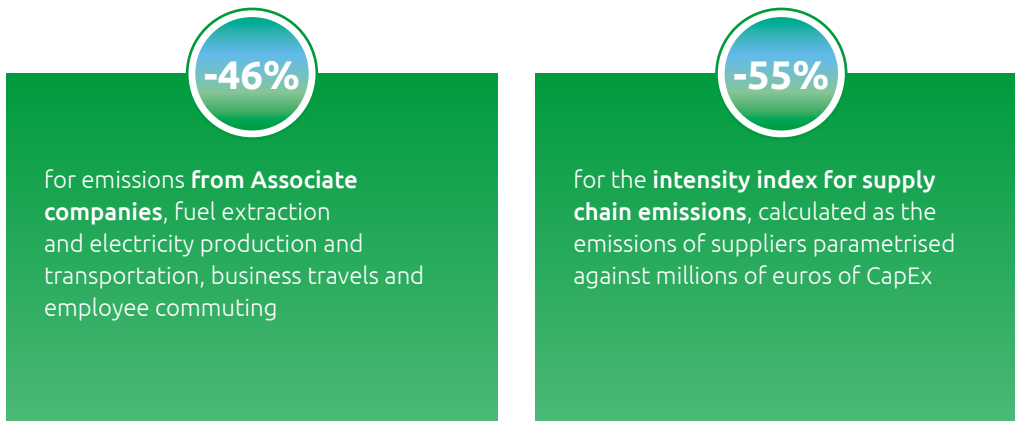 -46%
for emissions from Associate
companies, fuel extraction
and electricity production and
transportation, business travels and
employee commuting
-55%
for the intensity index for supply
chain emissions, calculated as the
emissions of suppliers parametrised
against millions of euros of CapEx